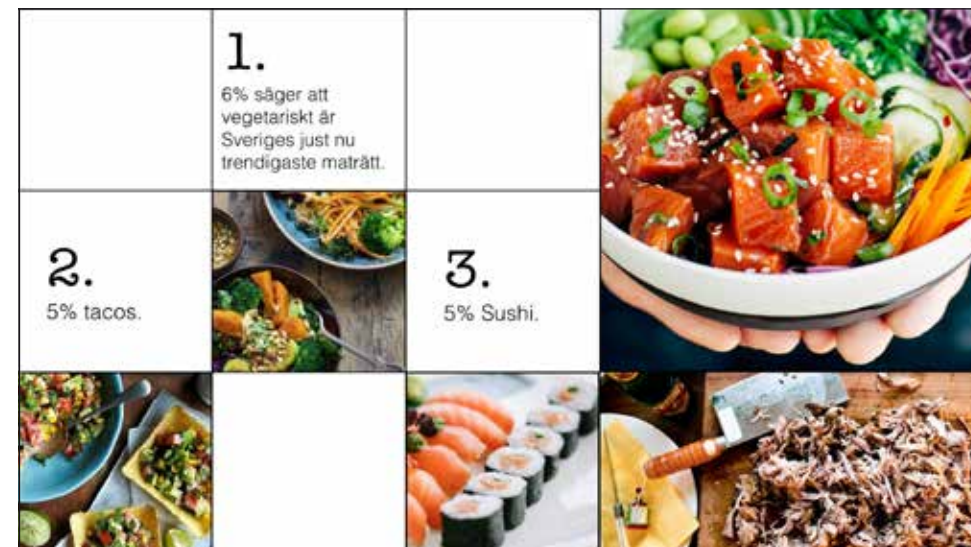 1.
6% säger att
vegetariskt är
Sveriges just nu
trendigaste maträtt.
2.
5% tacos.
3.
5% Sushi.